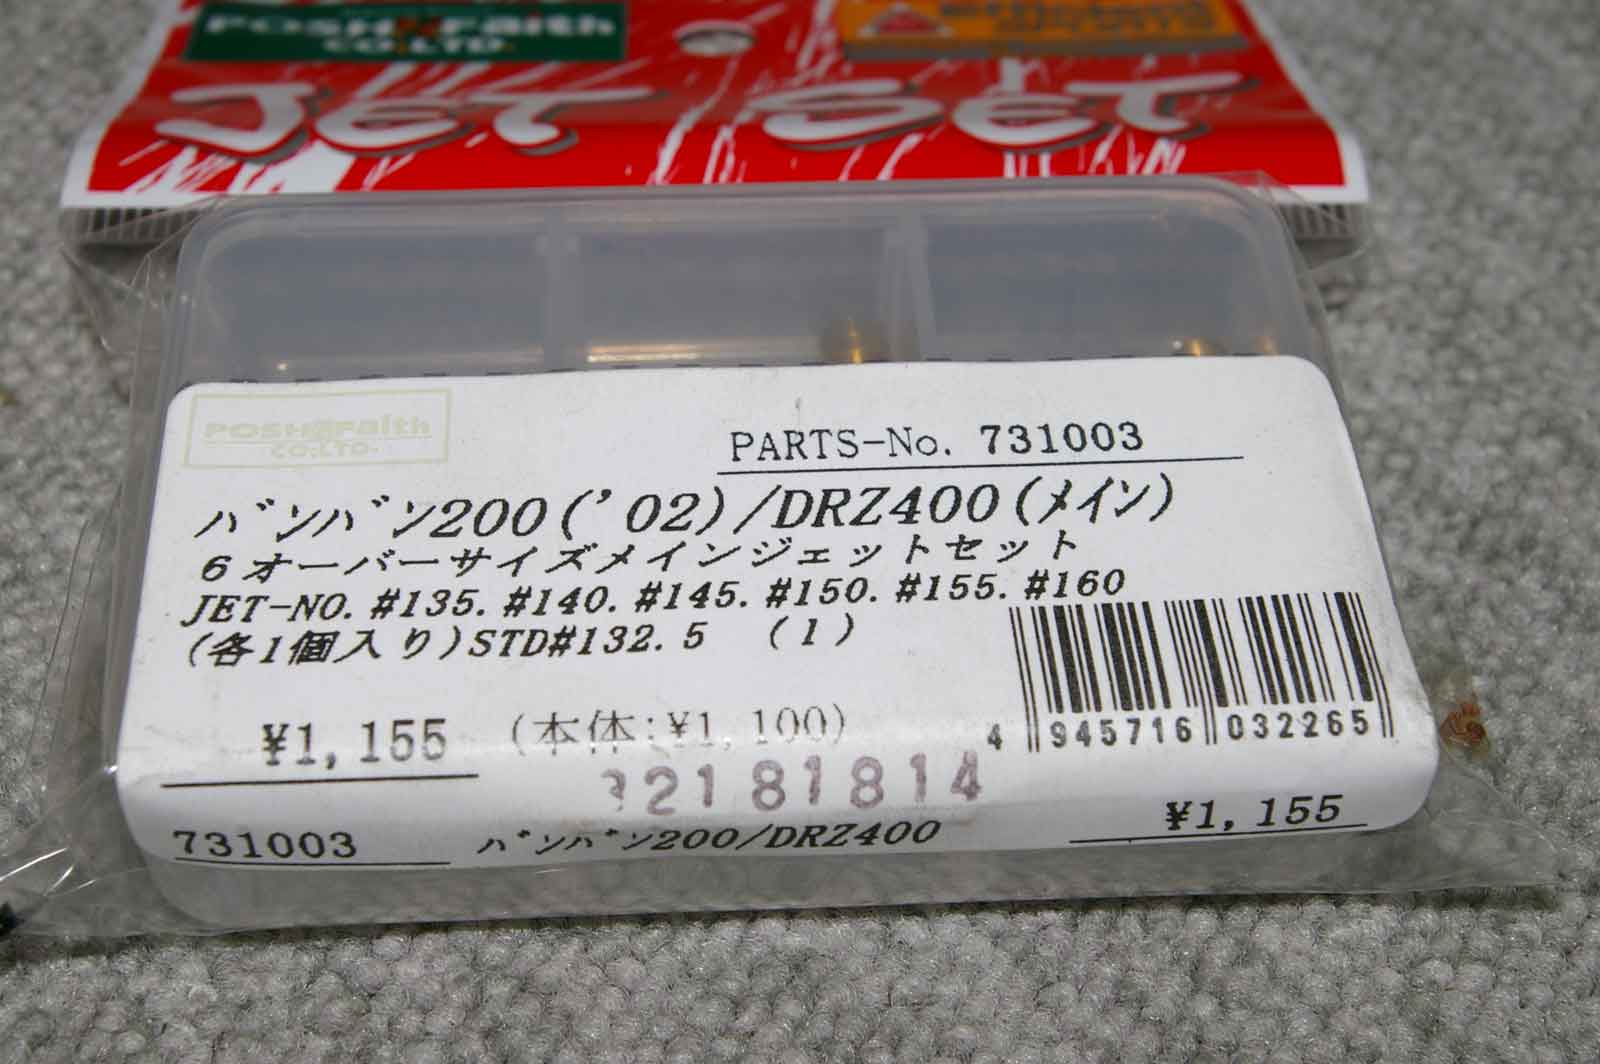 POSH Faith
CO.LTD.
JET SET
POSH Faith
CO.LTD.
PARTS-No. 731003
バンバン200('02)/DRZ400(メイン)
6オーバーサイズメインジェットセット
JET-NO. #135. #140. #145. #150. #155. #160
(各1個入り)STD#132.5 (1)
¥1,155 (本体:¥1,100)
4 945716 032265
2181814
731003 バンバン200/DRZ400 ¥1,155